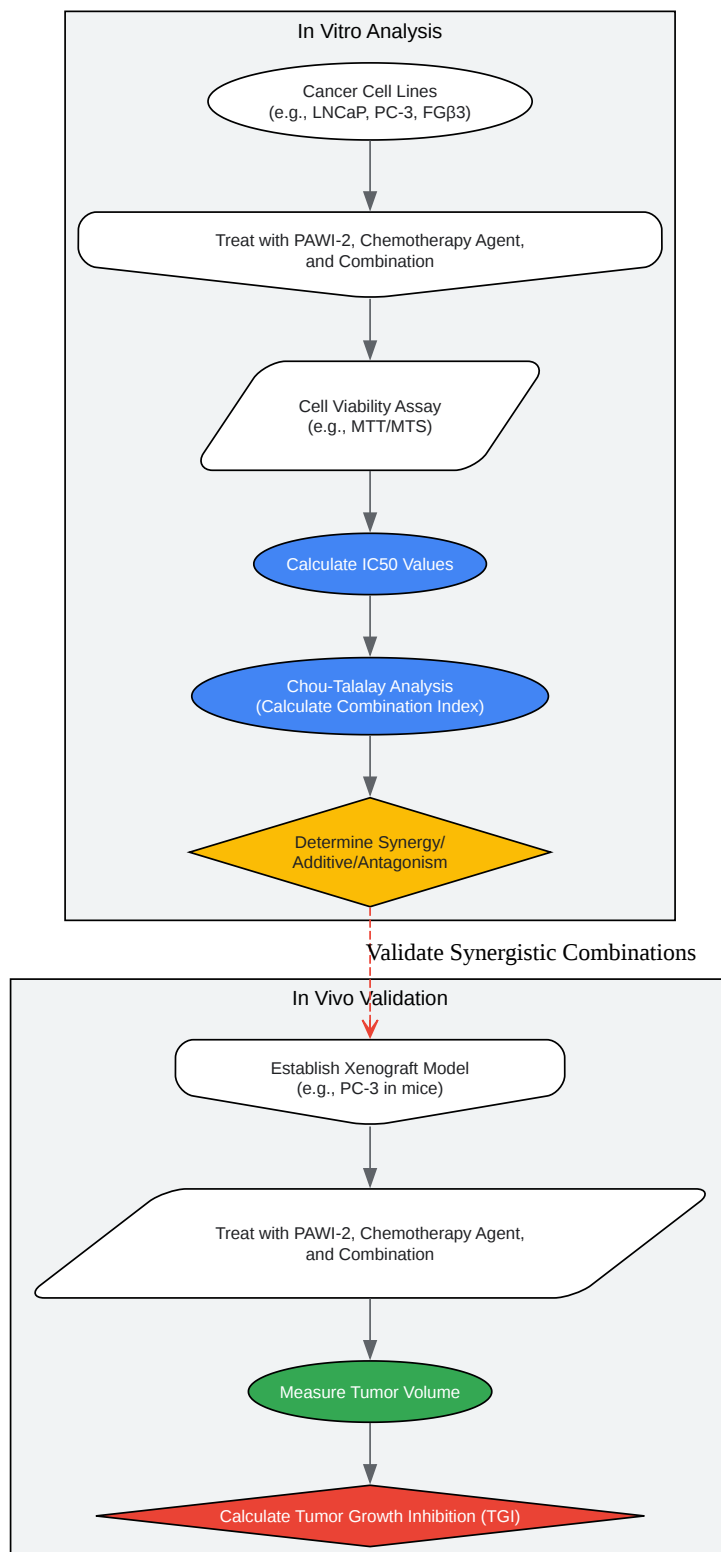 In Vitro Analysis
Cancer Cell Lines
(e.g., LNCaP, PC-3, FGβ3)
Treat with PAWI-2, Chemotherapy Agent,
and Combination
Cell Viability Assay
(e.g., MTT/MTS)
Calculate IC50 Values
Chou-Talalay Analysis
(Calculate Combination Index)
Determine Synergy/
Additive/Antagonism
Validate Synergistic Combinations
In Vivo Validation
Establish Xenograft Model
(e.g., PC-3 in mice)
Treat with PAWI-2, Chemotherapy Agent,
and Combination
Measure Tumor Volume
Calculate Tumor Growth Inhibition (TGI)